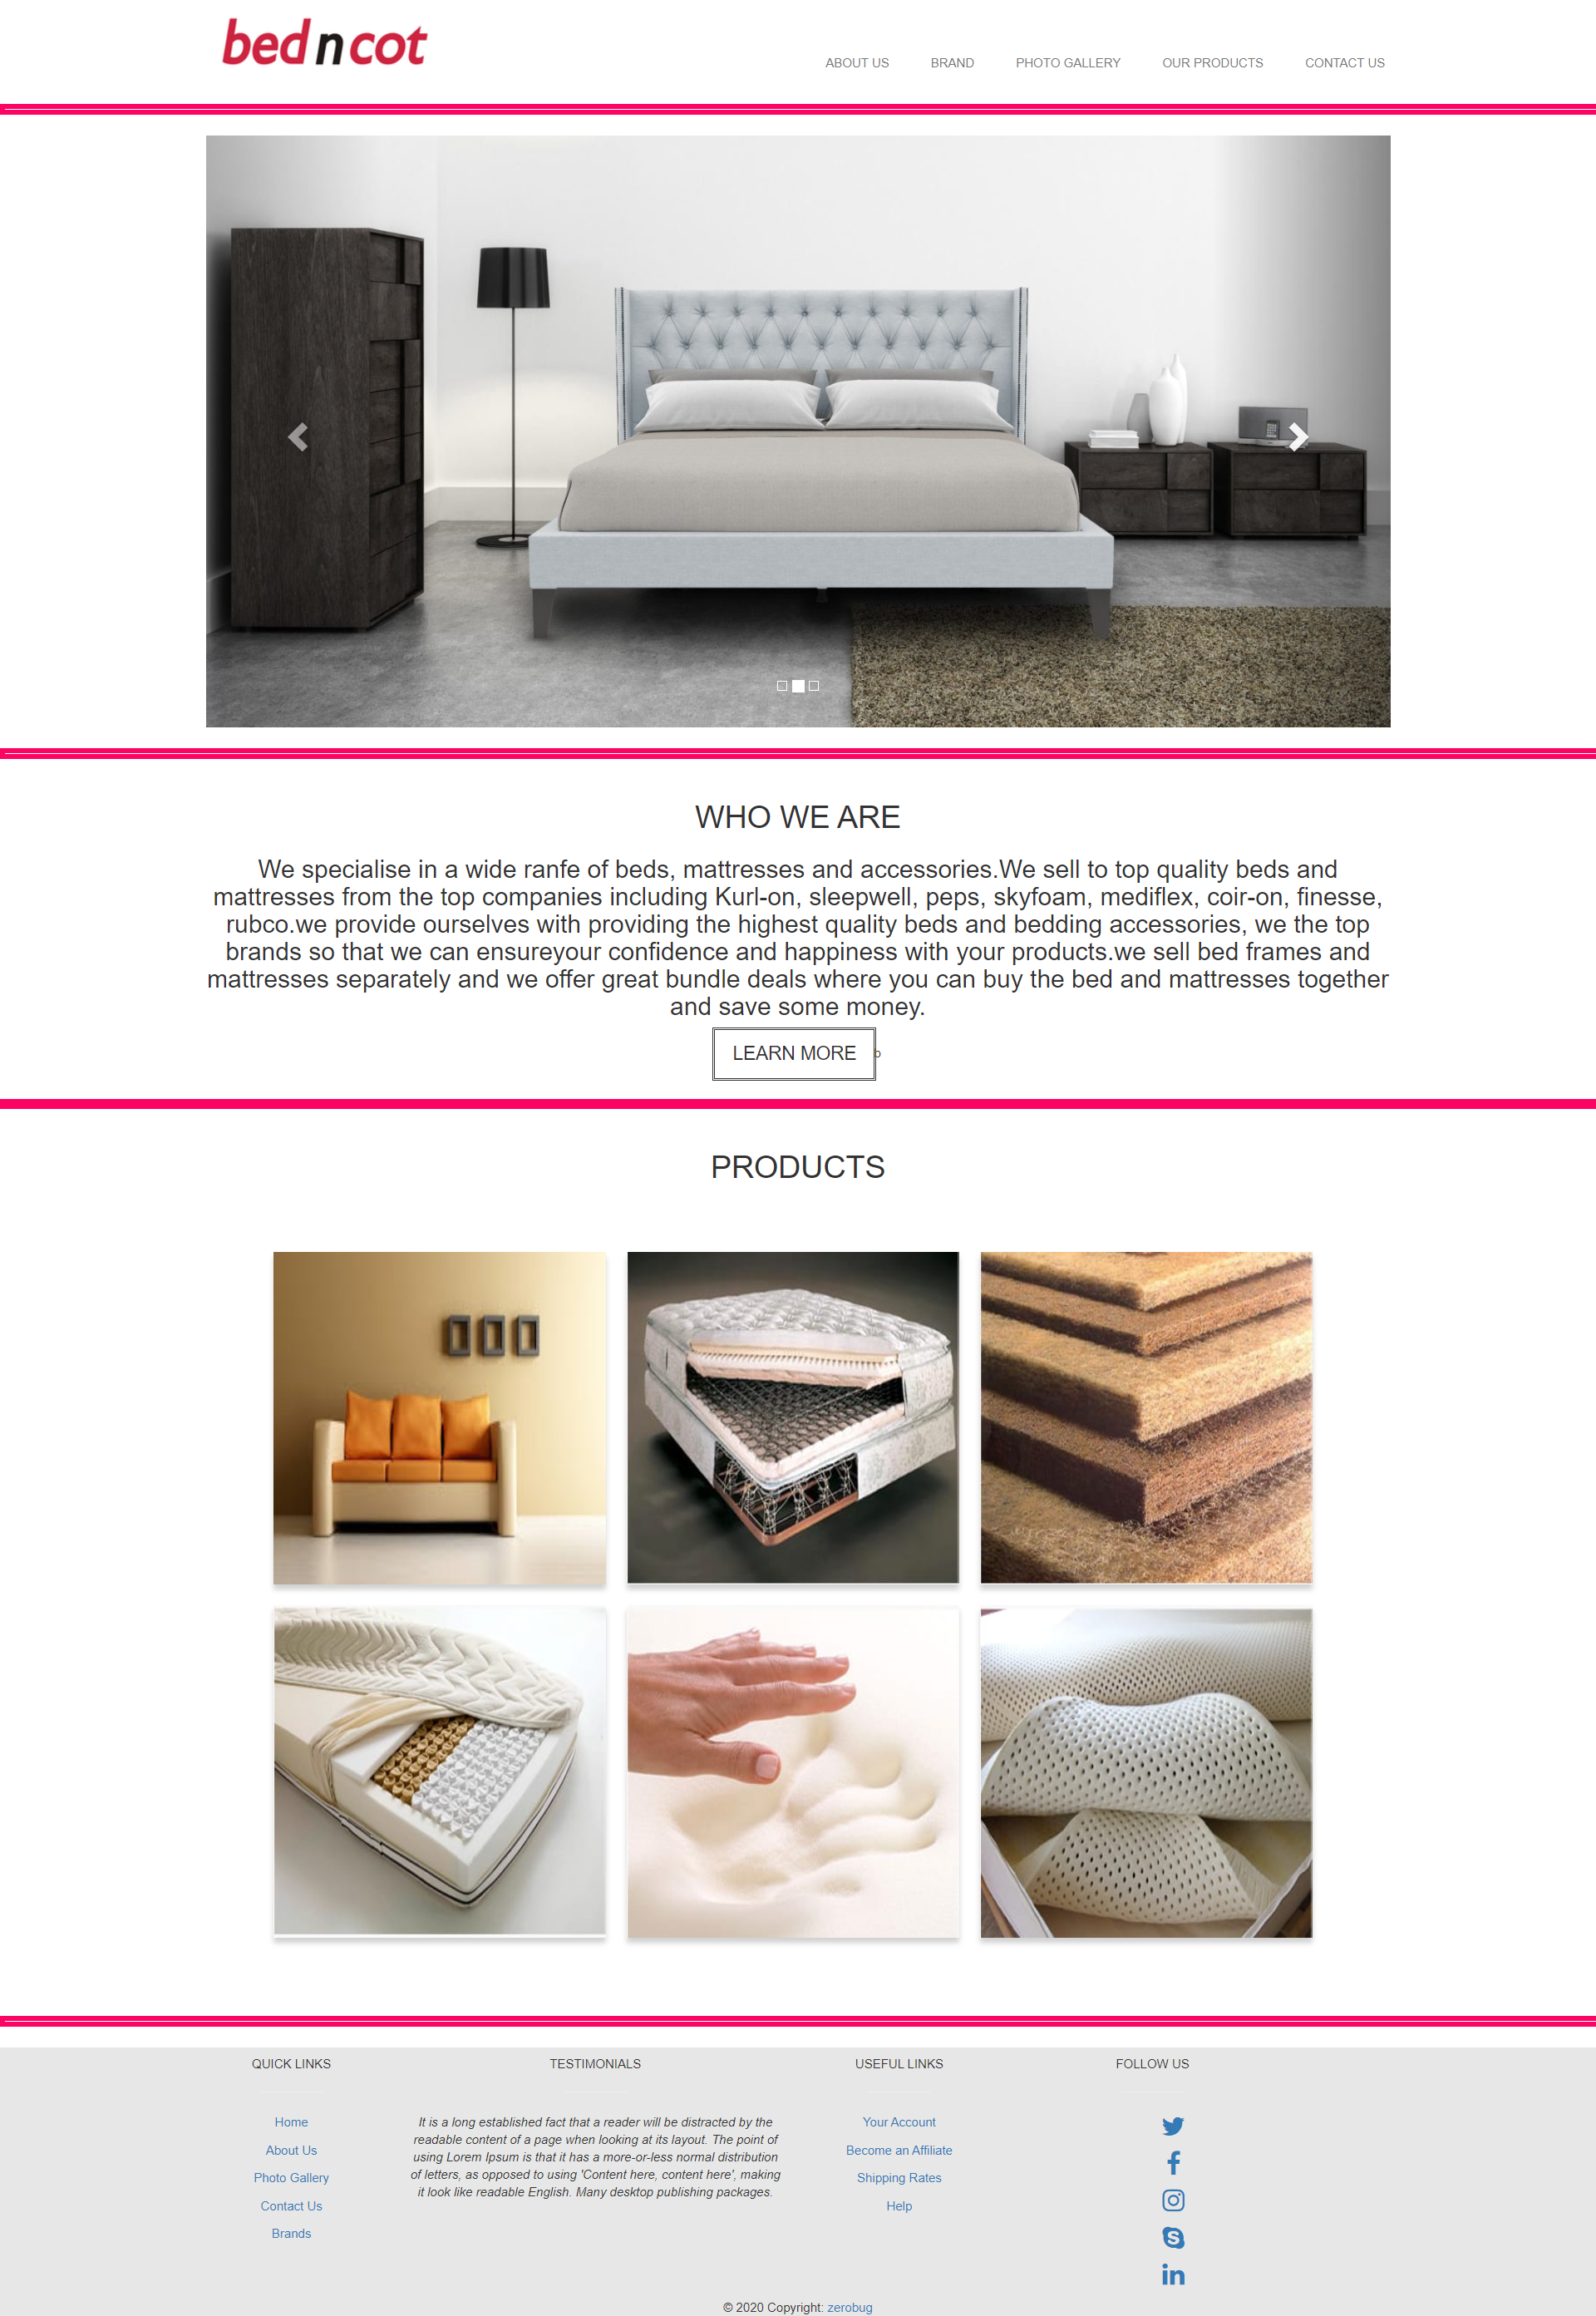 bed n cot
ABOUT US BRAND PHOTO GALLERY OUR PRODUCTS CONTACT US
WHO WE ARE
We specialise in a wide ranfe of beds, mattresses and accessories.We sell to top quality beds and
mattresses from the top companies including Kurl-on, sleepwell, peps, skyfoam, mediflex, coir-on, finesse,
rubco.we provide ourselves with providing the highest quality beds and bedding accessories, we the top
brands so that we can ensureyour confidence and happiness with your products.we sell bed frames and
mattresses separately and we offer great bundle deals where you can buy the bed and mattresses together
and save some money.
LEARN MORE b
PRODUCTS
QUICK LINKS
Home
About Us
Photo Gallery
Contact Us
Brands
TESTIMONIALS
It is a long established fact that a reader will be distracted by the
readable content of a page when looking at its layout. The point of
using Lorem Ipsum is that it has a more-or-less normal distribution
of letters, as opposed to using 'Content here, content here', making
it look like readable English. Many desktop publishing packages.
USEFUL LINKS
Your Account
Become an Affiliate
Shipping Rates
Help
FOLLOW US
© 2020 Copyright: zerobug